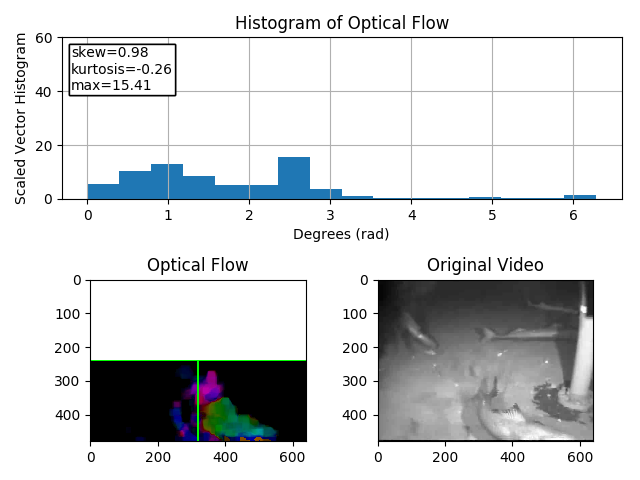 Histogram of Optical Flow
Scaled Vector Histogram
60
40
20
0
skew=0.98
kurtosis=-0.26
max=15.41
0 1 2 3 4 5 6
Degrees (rad)
Optical Flow
0
100
200
300
400
0 200 400 600
Original Video
0
100
200
300
400
0 200 400 600